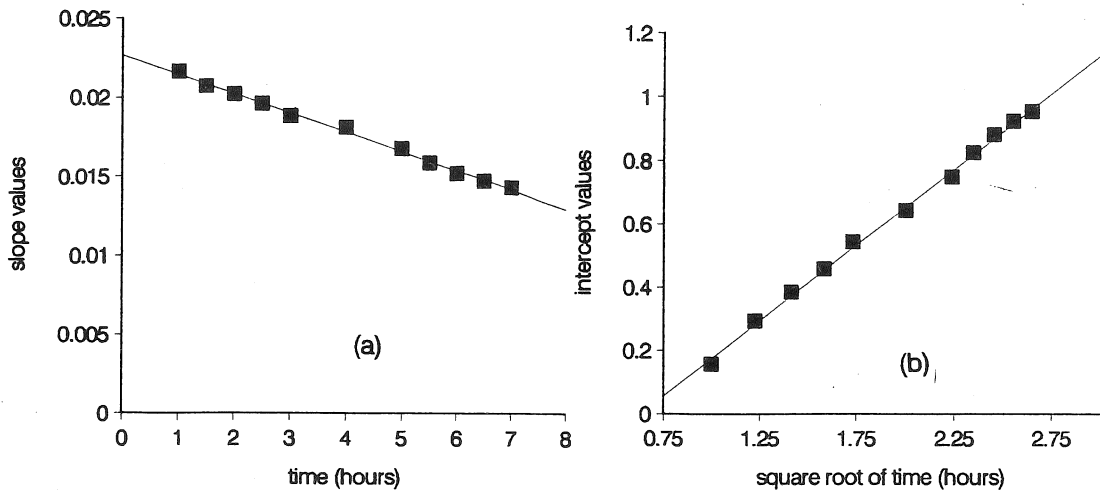 0.025
0.02
0.015
0.01
0.005
0
slope values
0 1 2 3 4 5 6 7 8
time (hours)
(a)
1.2
1
0.8
0.6
0.4
0.2
0
intercept values
0.75 1.25 1.75 2.25 2.75
square root of time (hours)
(b)